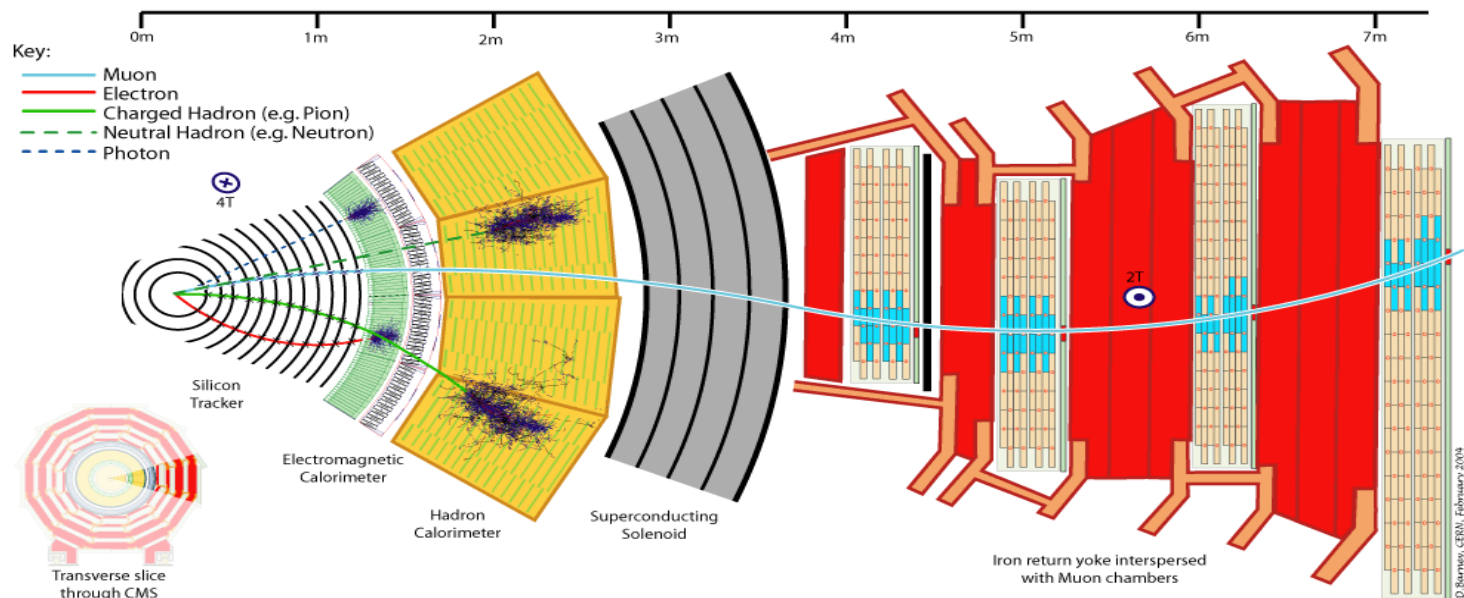 0m 1m 2m 3m 4m 5m 6m 7m
Key:
Muon
Electron
Charged Hadron (e.g. Pion)
Neutral Hadron (e.g. Neutron)
Photon
4T
2T
Silicon
Tracker
Electromagnetic
Calorimeter
Hadron
Calorimeter
Superconducting
Solenoid
Iron return yoke interspersed
with Muon chambers
Transverse slice
through CMS
D.Barney, CERN, February 2004